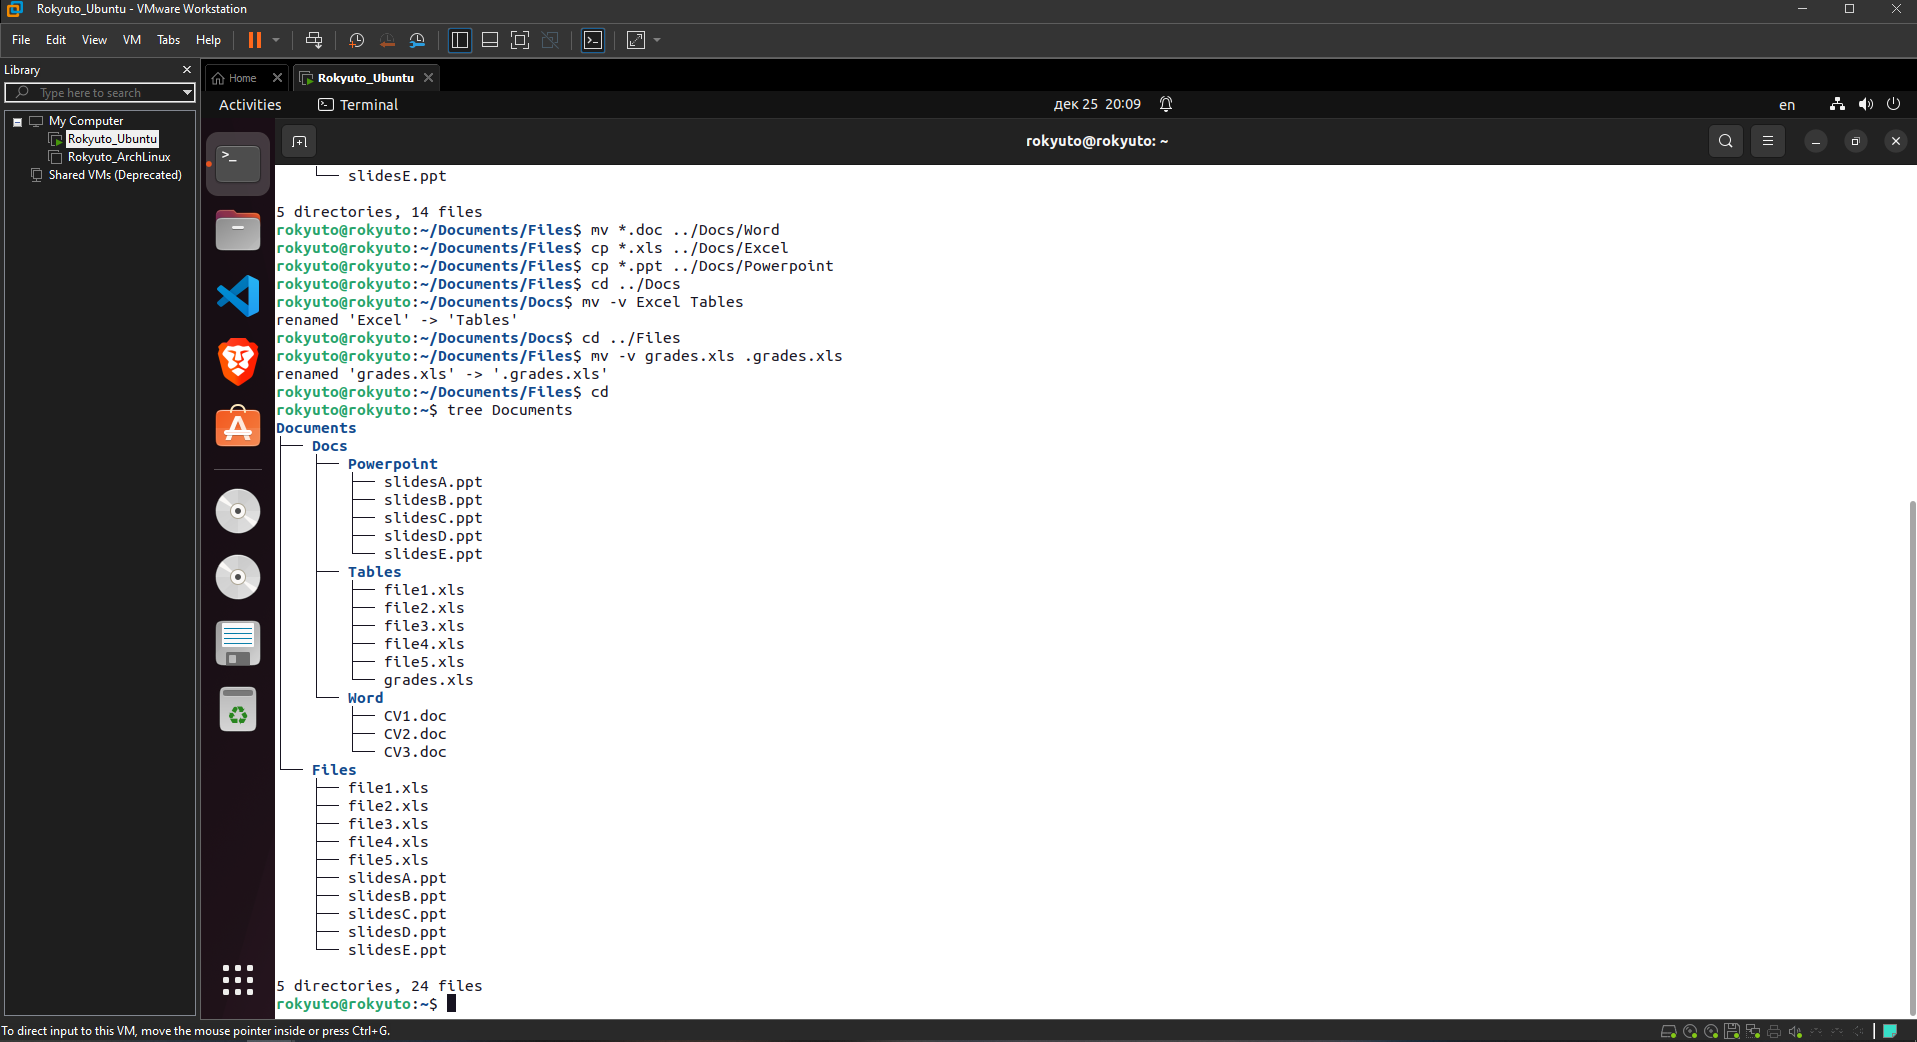 Rokyuto_Ubuntu - VMware Workstation
File Edit View VM Tabs Help
Library
Type here to search
My Computer
Rokyuto_Ubuntu
Rokyuto_ArchLinux
Shared VMs (Deprecated)
Home Rokyuto_Ubuntu
Activities Terminal дек 25 20:09 en
rokyuto@rokyuto: ~
└── slidesE.ppt
5 directories, 14 files
rokyuto@rokyuto:~/Documents/Files$ mv *.doc ../Docs/Word
rokyuto@rokyuto:~/Documents/Files$ cp *.xls ../Docs/Excel
rokyuto@rokyuto:~/Documents/Files$ cp *.ppt ../Docs/Powerpoint
rokyuto@rokyuto:~/Documents/Files$ cd ../Docs
rokyuto@rokyuto:~/Documents/Docs$ mv -v Excel Tables
renamed 'Excel' -> 'Tables'
rokyuto@rokyuto:~/Documents/Docs$ cd ../Files
rokyuto@rokyuto:~/Documents/Files$ mv -v grades.xls .grades.xls
renamed 'grades.xls' -> '.grades.xls'
rokyuto@rokyuto:~/Documents/Files$ cd
rokyuto@rokyuto:~$ tree Documents
Documents
├── Docs
│   ├── Powerpoint
│   │   ├── slidesA.ppt
│   │   ├── slidesB.ppt
│   │   ├── slidesC.ppt
│   │   ├── slidesD.ppt
│   │   └── slidesE.ppt
│   ├── Tables
│   │   ├── file1.xls
│   │   ├── file2.xls
│   │   ├── file3.xls
│   │   ├── file4.xls
│   │   ├── file5.xls
│   │   └── grades.xls
│   └── Word
│       ├── CV1.doc
│       ├── CV2.doc
│       └── CV3.doc
└── Files
    ├── file1.xls
    ├── file2.xls
    ├── file3.xls
    ├── file4.xls
    ├── file5.xls
    ├── slidesA.ppt
    ├── slidesB.ppt
    ├── slidesC.ppt
    ├── slidesD.ppt
    └── slidesE.ppt
5 directories, 24 files
rokyuto@rokyuto:~$
To direct input to this VM, move the mouse pointer inside or press Ctrl+G.